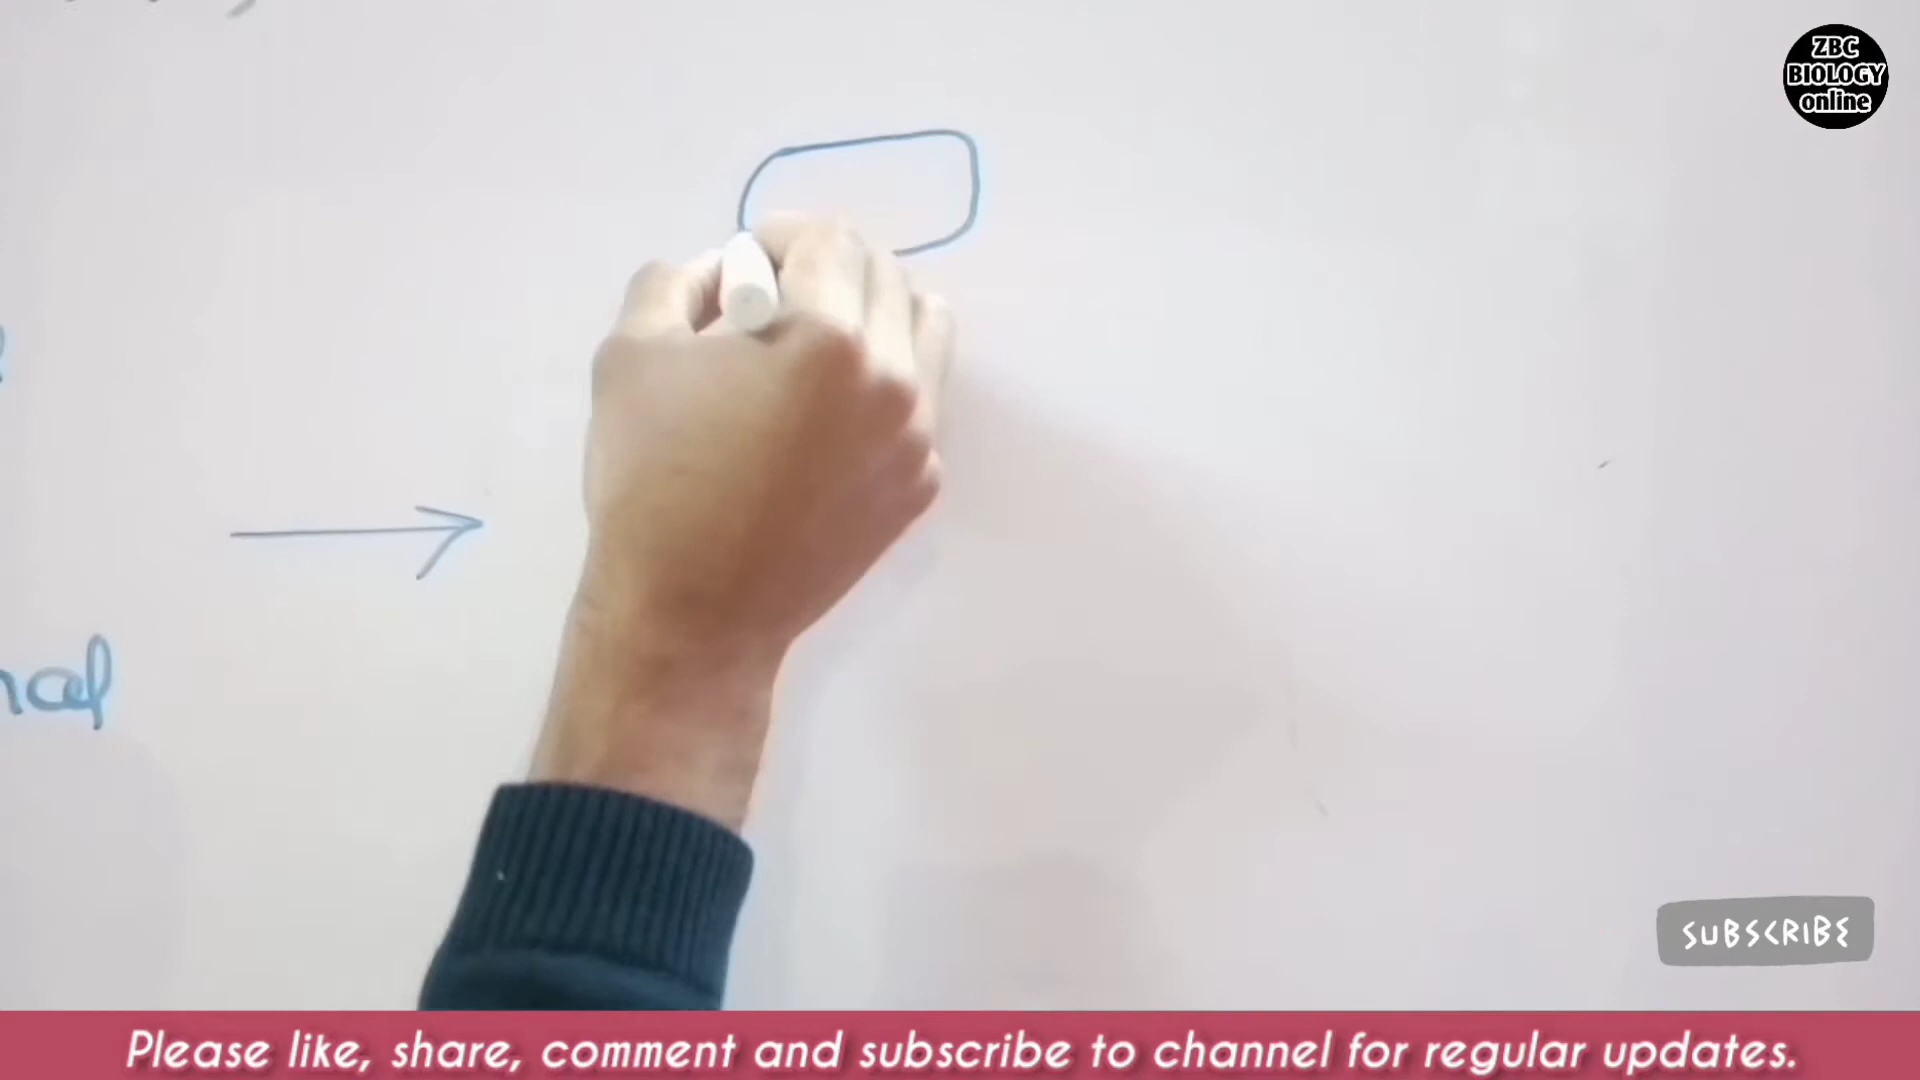 ZBC
BIOLOGY
online
SUBSCRIBE
Please like, share, comment and subscribe to channel for regular updates.